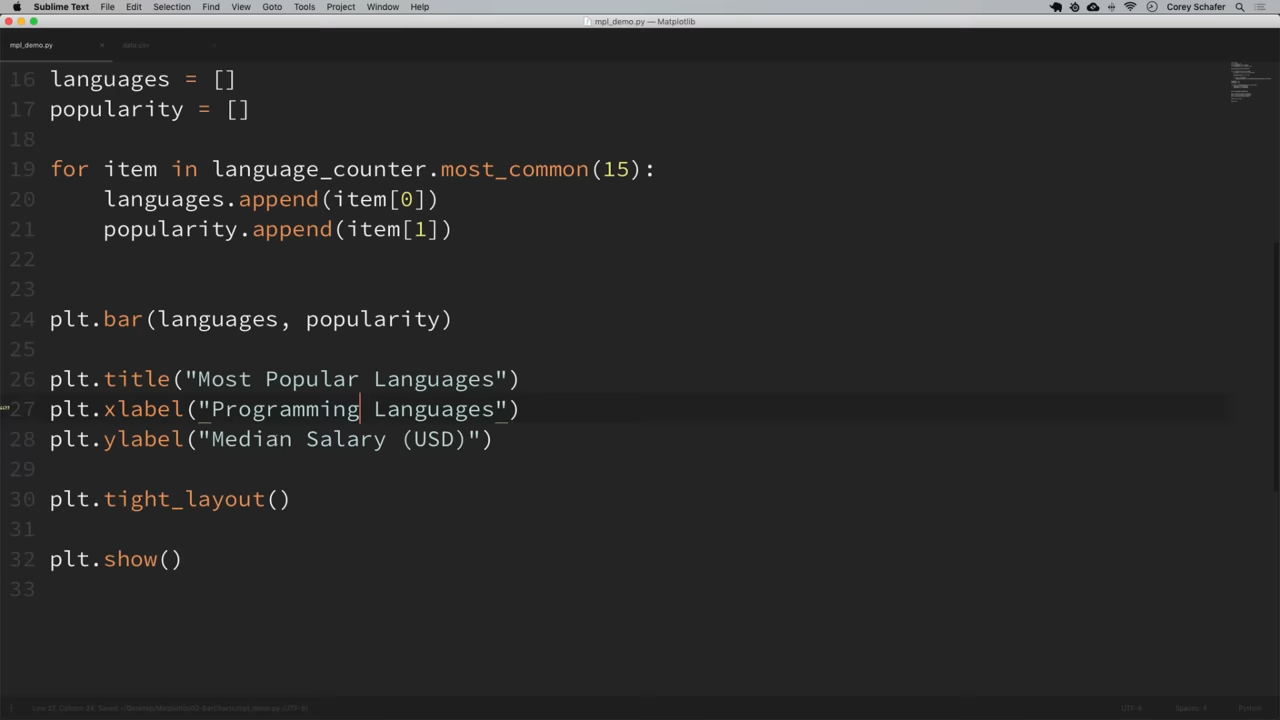 Sublime Text File Edit Selection Find View Goto Tools Project Window Help Corey Schafer
mpl_demo.py — Matplotlib
mpl_demo.py data.csv
16 languages = []
17 popularity = []
18
19 for item in language_counter.most_common(15):
20 languages.append(item[0])
21 popularity.append(item[1])
22
23
24 plt.bar(languages, popularity)
25
26 plt.title("Most Popular Languages")
27 plt.xlabel("Programming Languages")
28 plt.ylabel("Median Salary (USD)")
29
30 plt.tight_layout()
31
32 plt.show()
33
UTF-8 Python